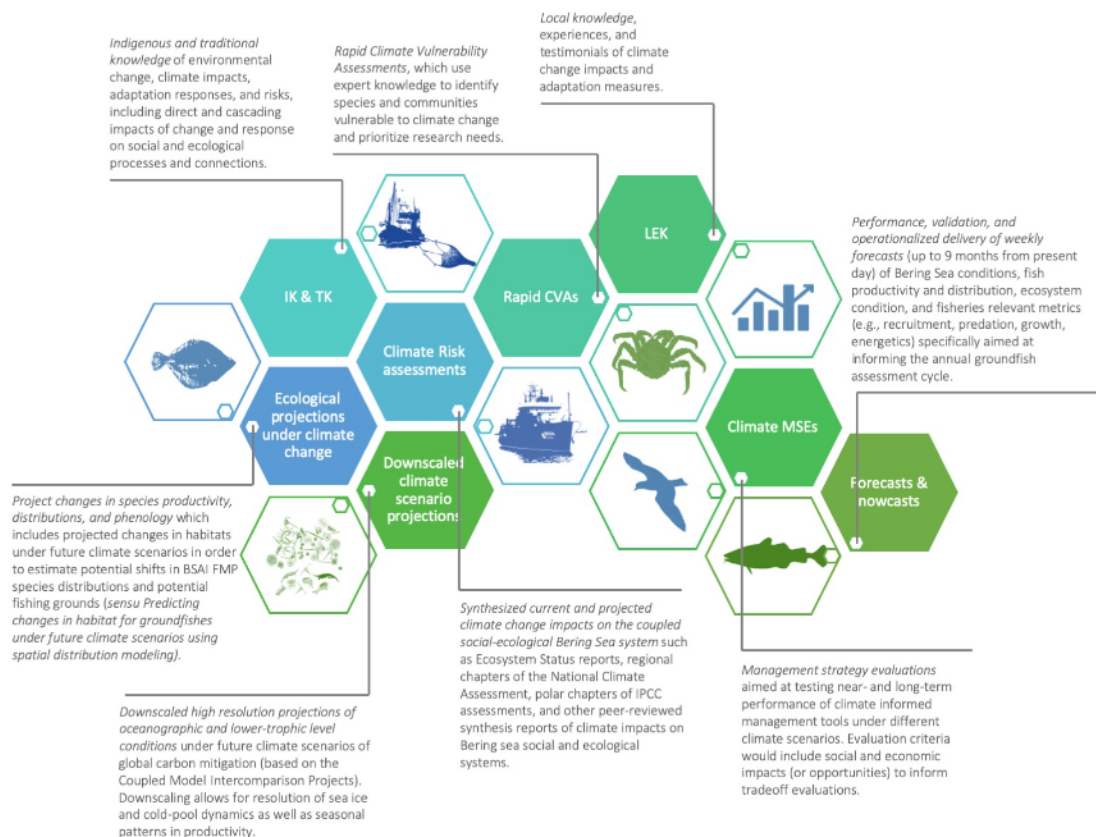 Indigenous and traditional
knowledge of environmental
change, climate impacts,
adaptation responses, and risks,
including direct and cascading
impacts of change and response
on social and ecological
processes and connections.
Rapid Climate Vulnerability
Assessments, which use
expert knowledge to identify
species and communities
vulnerable to climate change
and prioritize research needs.
Local knowledge,
experiences, and
testimonials of climate
change impacts and
adaptation measures.
Performance, validation, and
operationalized delivery of weekly
forecasts (up to 9 months from present
day) of Bering Sea conditions, fish
productivity and distribution, ecosystem
condition, and fisheries relevant metrics
(e.g., recruitment, predation, growth,
energetics) specifically aimed at
informing the annual groundfish
assessment cycle.
IK & TK
Rapid CVAs
LEK
Climate Risk
assessments
Ecological
projections
under climate
change
Downscaled
climate
scenario
projections
Climate MSEs
Forecasts &
nowcasts
Project changes in species productivity,
distributions, and phenology which
includes projected changes in habitats
under future climate scenarios in order
to estimate potential shifts in BSAI FMP
species distributions and potential
fishing grounds (sensu Predicting
changes in habitat for groundfishes
under future climate scenarios using
spatial distribution modeling).
Downscaled high resolution projections of
oceanographic and lower-trophic level
conditions under future climate scenarios of
global carbon mitigation (based on the
Coupled Model Intercomparison Projects).
Downscaling allows for resolution of sea ice
and cold-pool dynamics as well as seasonal
patterns in productivity.
Synthesized current and projected
climate change impacts on the coupled
social-ecological Bering Sea system such
as Ecosystem Status reports, regional
chapters of the National Climate
Assessment, polar chapters of IPCC
assessments, and other peer-reviewed
synthesis reports of climate impacts on
Bering sea social and ecological
systems.
Management strategy evaluations
aimed at testing near- and long-term
performance of climate informed
management tools under different
climate scenarios. Evaluation criteria
would include social and economic
impacts (or opportunities) to inform
tradeoff evaluations.